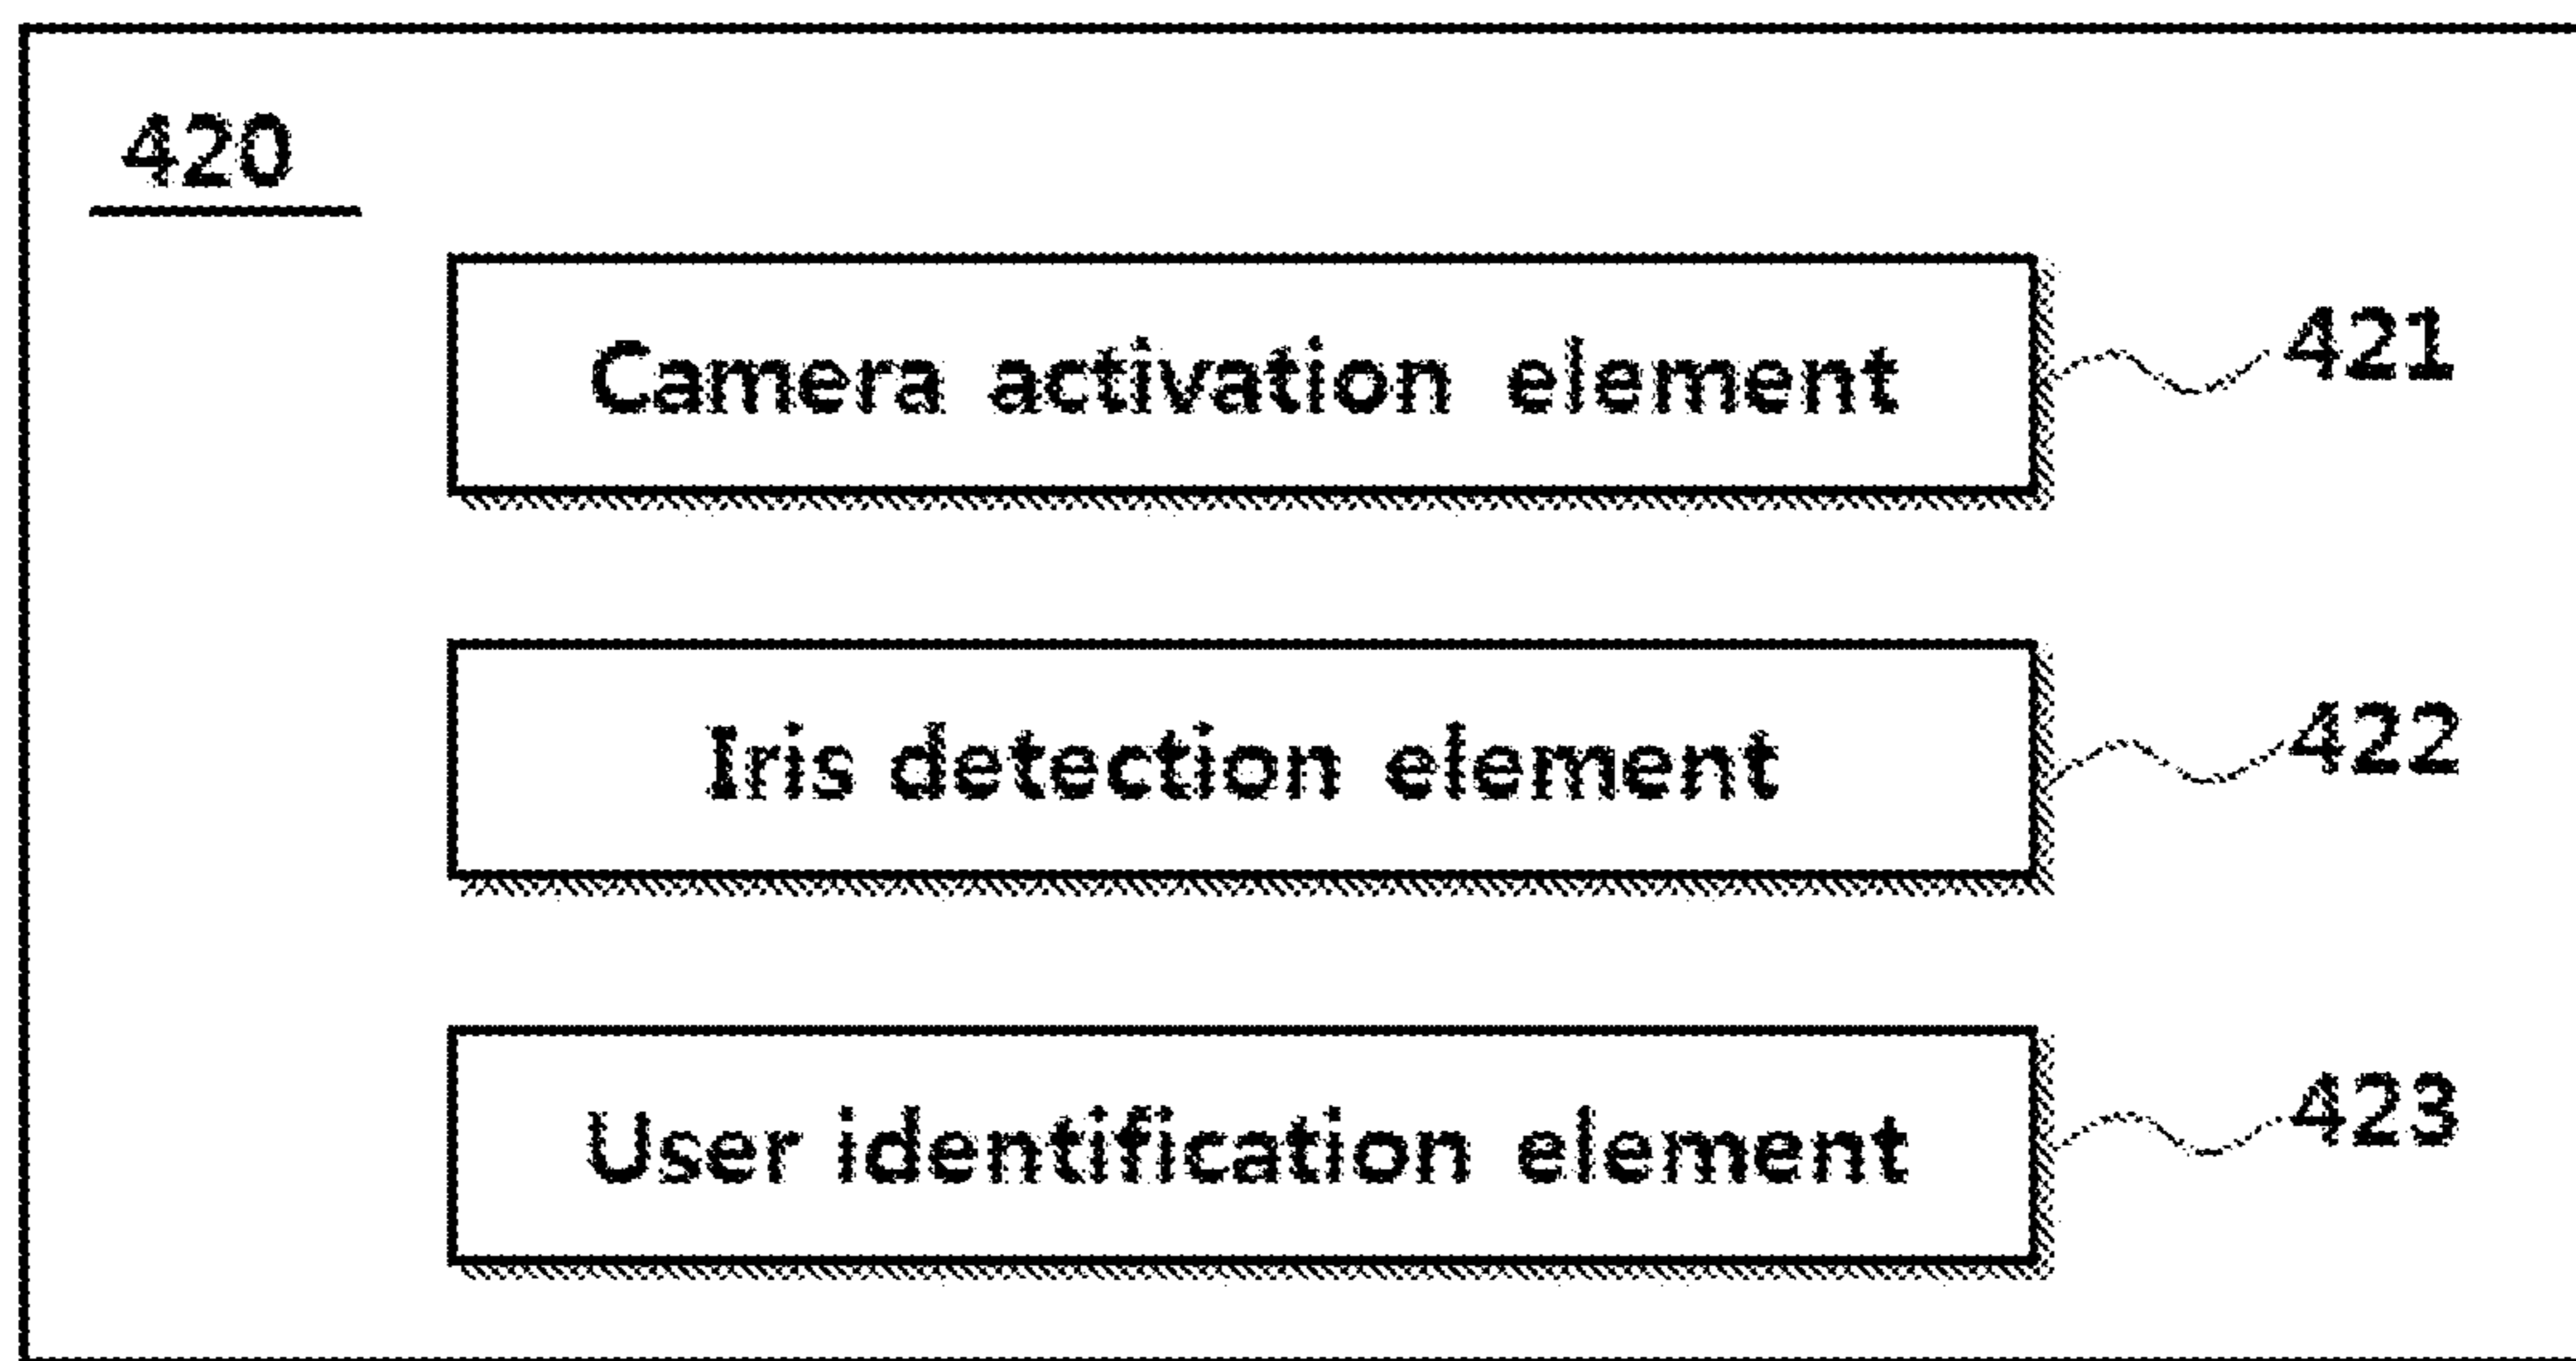 420
Camera activation element 421
Iris detection element 422
User identification element 423